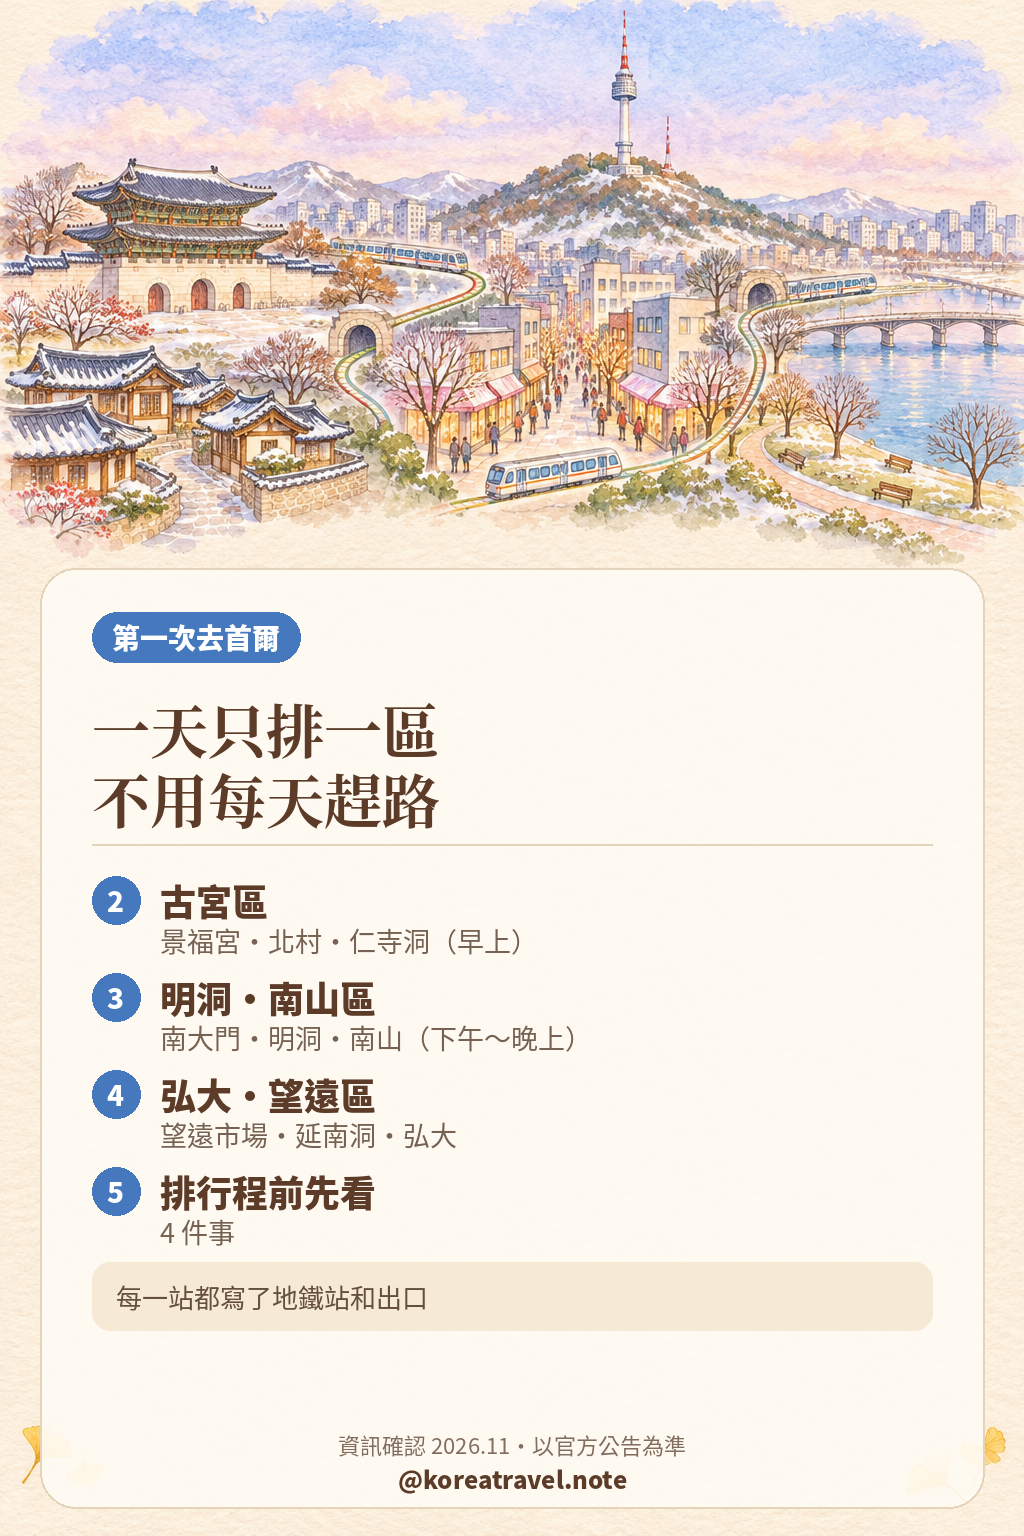 第一次去首爾
一天只排一區
不用每天趕路
2 古宮區
景福宮・北村・仁寺洞（早上）
3 明洞・南山區
南大門・明洞・南山（下午～晚上）
4 弘大・望遠區
望遠市場・延南洞・弘大
5 排行程前先看
4 件事
每一站都寫了地鐵站和出口
資訊確認 2026.11・以官方公告為準
@koreatravel.note